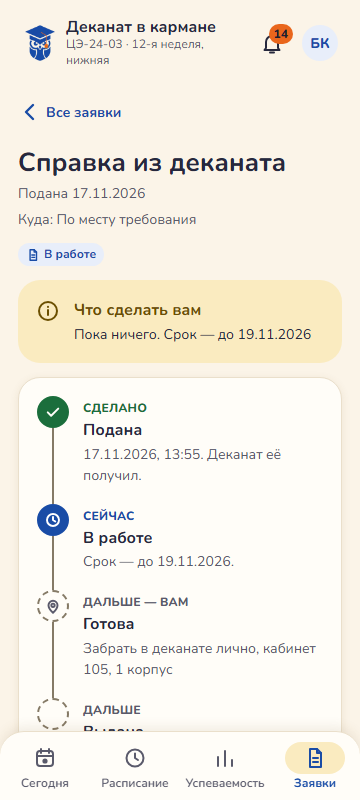 Деканат в кармане
ЦЭ-24-03 · 12-я неделя,
нижняя
14
БК
Все заявки
Справка из деканата
Подана 17.11.2026
Куда: По месту требования
В работе
Что сделать вам
Пока ничего. Срок — до 19.11.2026
СДЕЛАНО
Подана
17.11.2026, 13:55. Деканат её
получил.
СЕЙЧАС
В работе
Срок — до 19.11.2026.
ДАЛЬШЕ — ВАМ
Готова
Забрать в деканате лично, кабинет
105, 1 корпус
ДАЛЬШЕ
Сегодня
Расписание
Успеваемость
Заявки